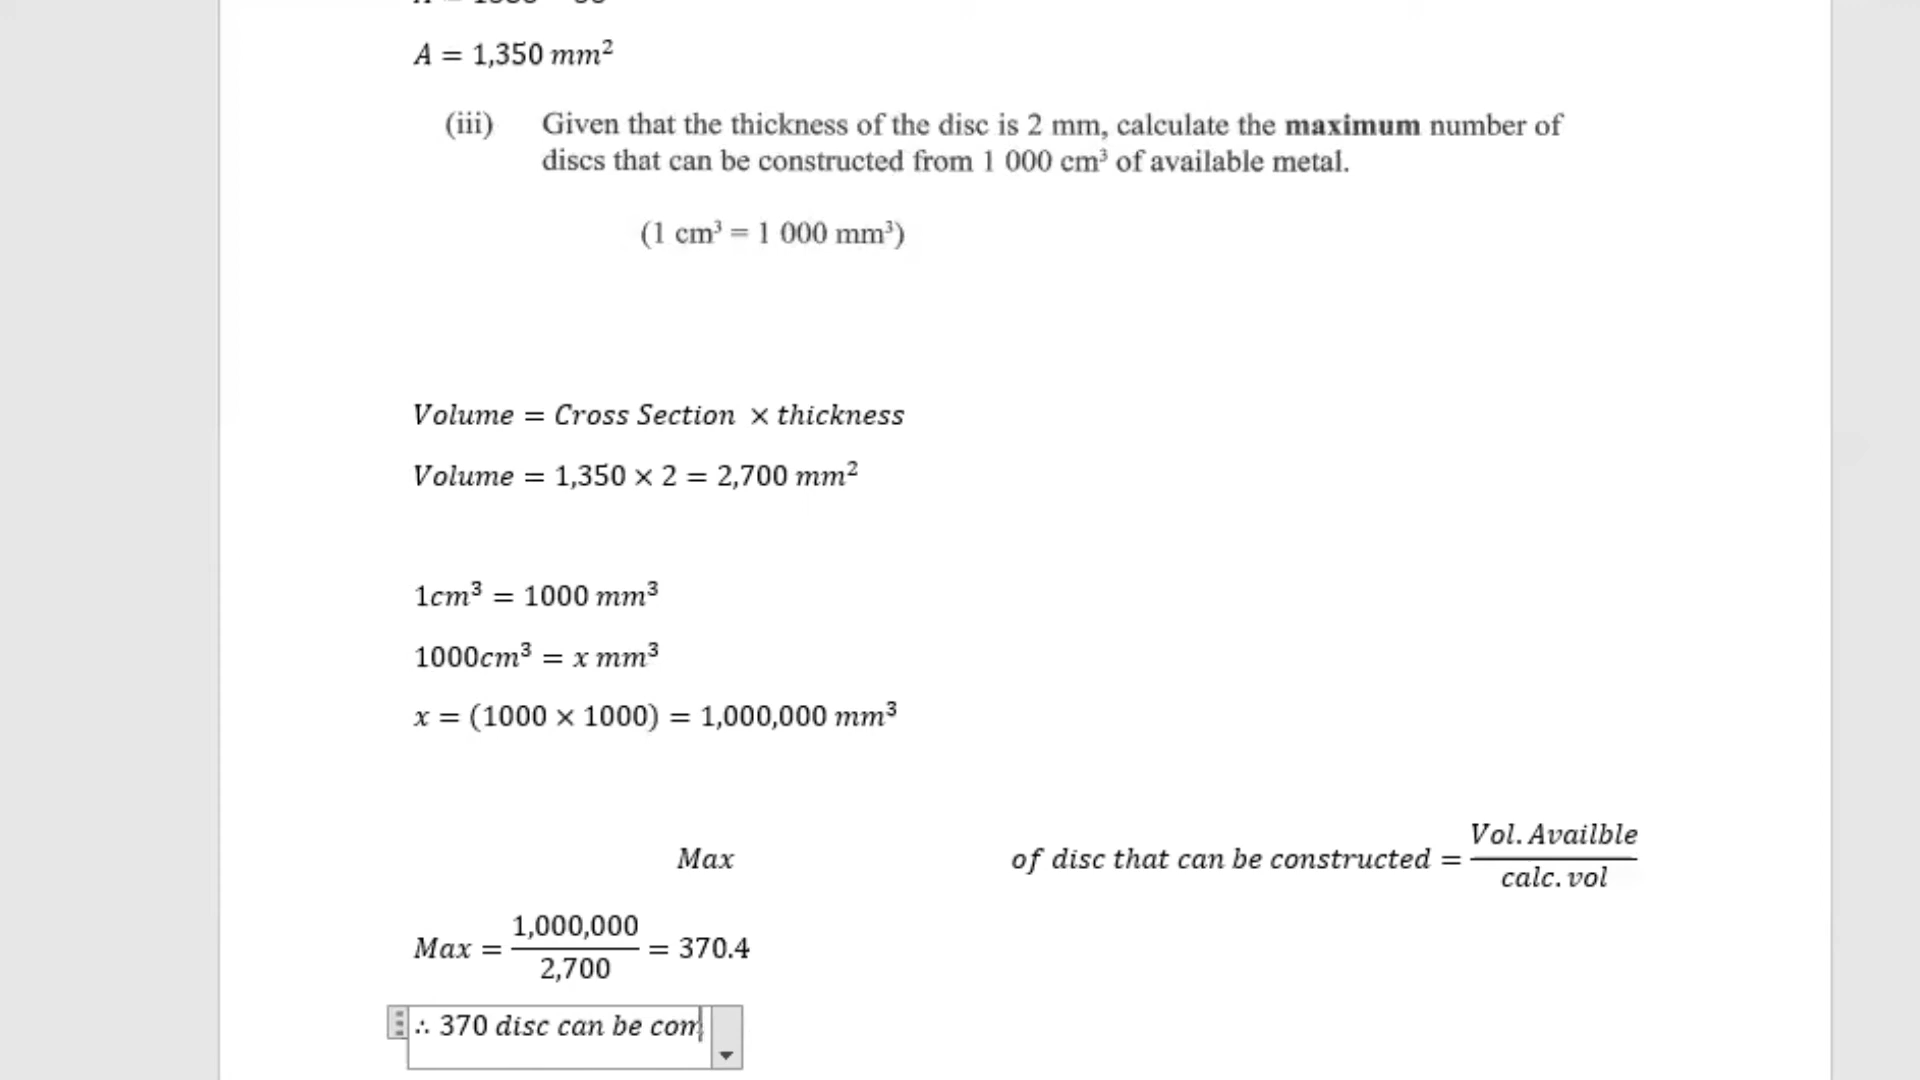 A = 1,350 mm²
(iii) Given that the thickness of the disc is 2 mm, calculate the maximum number of
discs that can be constructed from 1 000 cm³ of available metal.
(1 cm³ = 1 000 mm³)
Volume = Cross Section × thickness
Volume = 1,350 × 2 = 2,700 mm²
1cm³ = 1000 mm³
1000cm³ = x mm³
x = (1000 × 1000) = 1,000,000 mm³
Max of disc that can be constructed = Vol. Availble / calc. vol
Max = 1,000,000 / 2,700 = 370.4
∴ 370 disc can be com